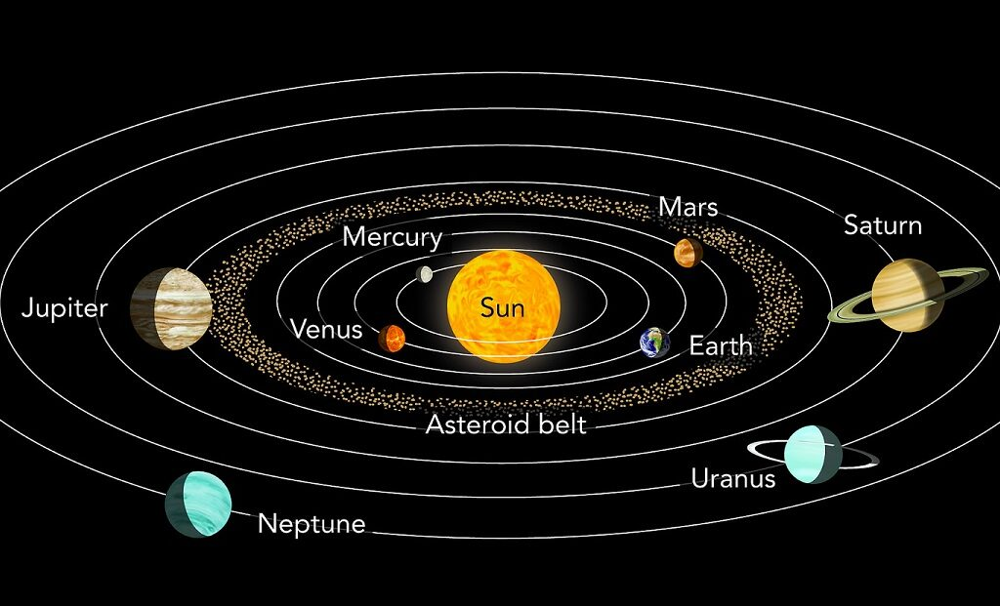 Mars
Saturn
Mercury
Jupiter
Sun
Venus
Earth
Asteroid belt
Uranus
Neptune